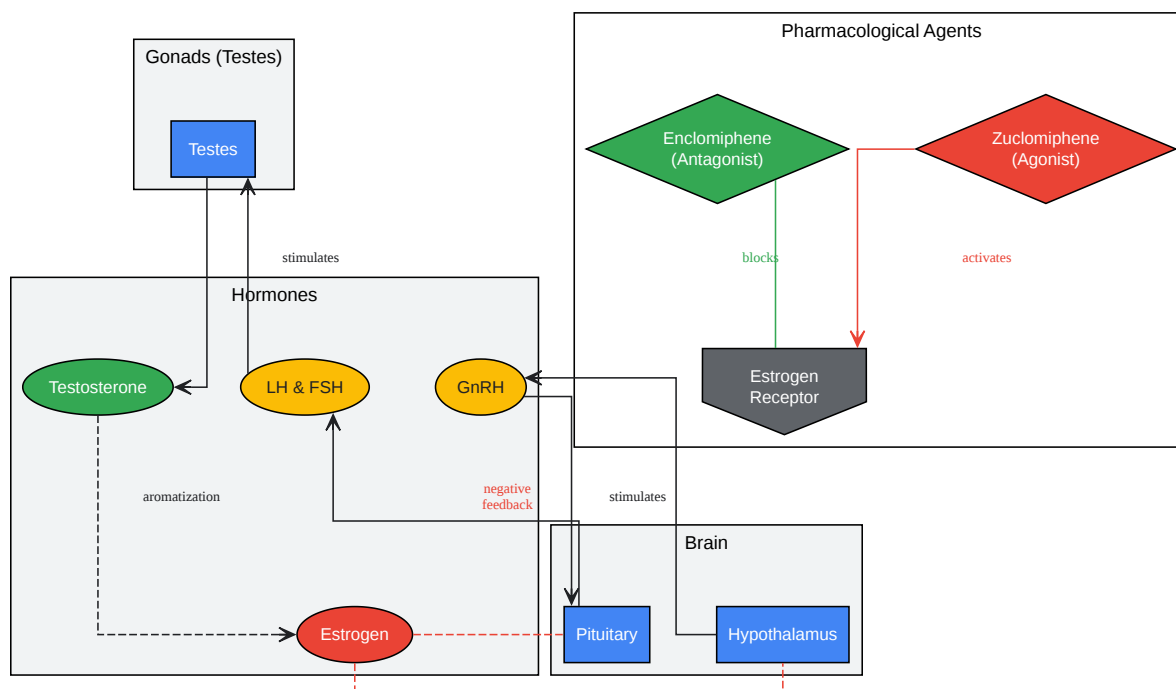 Pharmacological Agents
Gonads (Testes)
Enclomiphene
(Antagonist)
Zuclomiphene
(Agonist)
Testes
stimulates
blocks
activates
Hormones
Testosterone
LH & FSH
GnRH
Estrogen
Receptor
aromatization
negative
feedback
stimulates
Brain
Estrogen
Pituitary
Hypothalamus